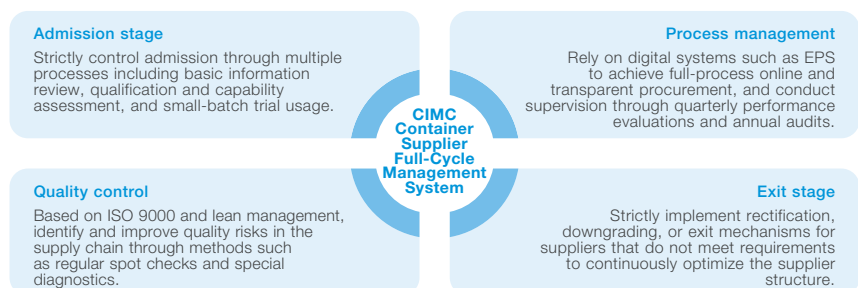 Admission stage
Strictly control admission through multiple
processes including basic information
review, qualification and capability
assessment, and small-batch trial usage.
Process management
Rely on digital systems such as EPS
to achieve full-process online and
transparent procurement, and conduct
supervision through quarterly performance
evaluations and annual audits.
CIMC
Container
Supplier
Full-Cycle
Management
System
Quality control
Based on ISO 9000 and lean management,
identify and improve quality risks in the
supply chain through methods such
as regular spot checks and special
diagnostics.
Exit stage
Strictly implement rectification,
downgrading, or exit mechanisms for
suppliers that do not meet requirements
to continuously optimize the supplier
structure.